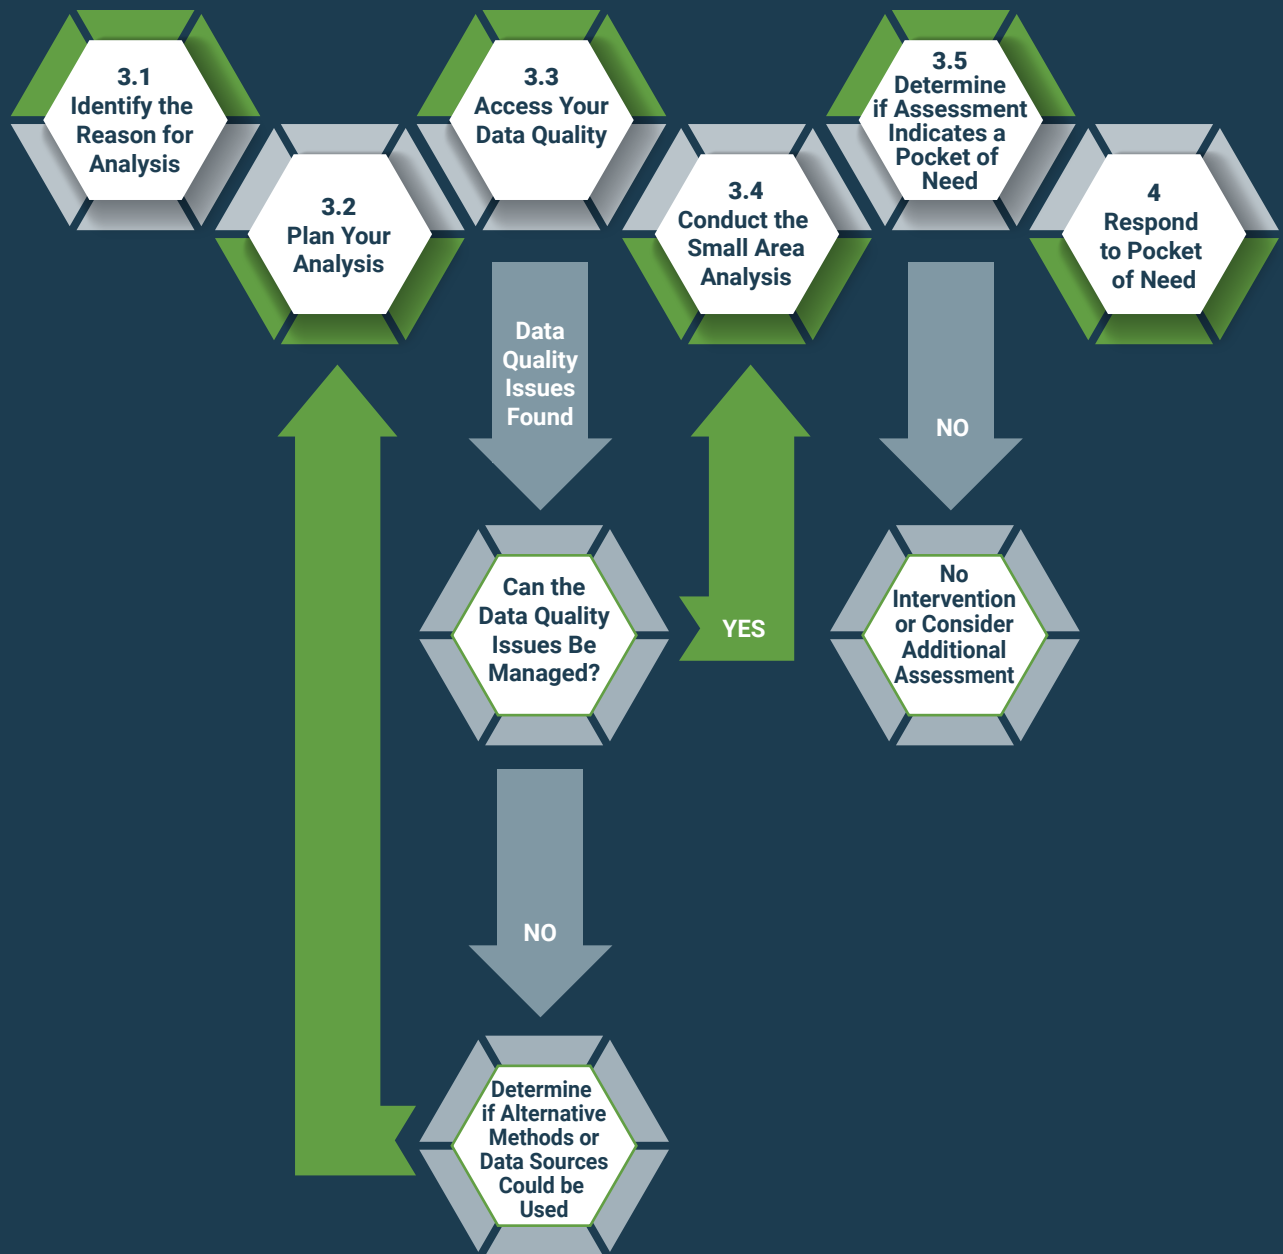 3.1
Identify the
Reason for
Analysis
3.2
Plan Your
Analysis
3.3
Access Your
Data Quality
3.4
Conduct the
Small Area
Analysis
3.5
Determine
if Assessment
Indicates a
Pocket of
Need
4
Respond
to Pocket
of Need
Data
Quality
Issues
Found
NO
Can the
Data Quality
Issues Be
Managed?
YES
No
Intervention
or Consider
Additional
Assessment
NO
Determine
if Alternative
Methods or
Data Sources
Could be
Used